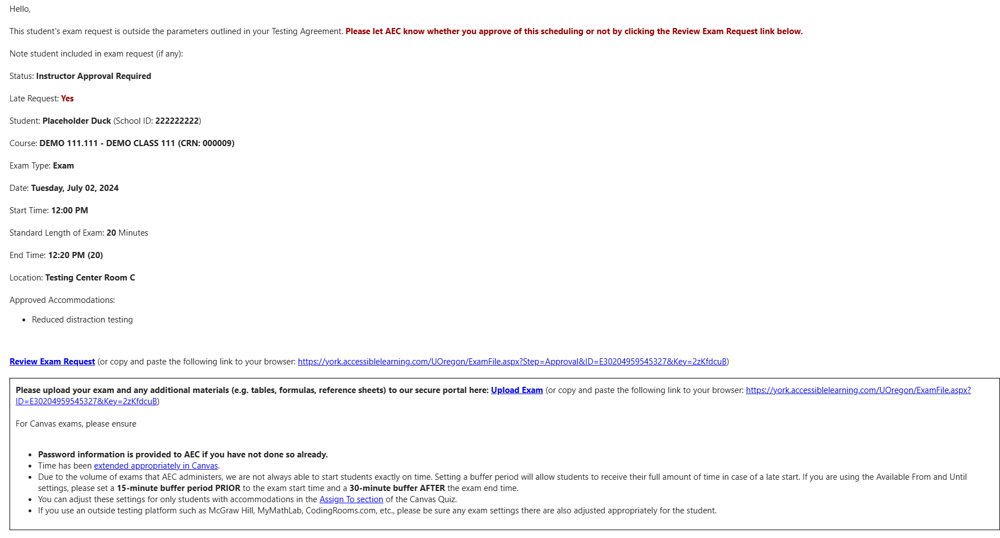 Hello,
This student's exam request is outside the parameters outlined in your Testing Agreement. Please let AEC know whether you approve of this scheduling or not by clicking the Review Exam Request link below.
Note student included in exam request (if any):
Status: Instructor Approval Required
Late Request: Yes
Student: Placeholder Duck (School ID: 222222222)
Course: DEMO 111.111 - DEMO CLASS 111 (CRN: 000009)
Exam Type: Exam
Date: Tuesday, July 02, 2024
Start Time: 12:00 PM
Standard Length of Exam: 20 Minutes
End Time: 12:20 PM (20)
Location: Testing Center Room C
Approved Accommodations:
• Reduced distraction testing
Review Exam Request (or copy and paste the following link to your browser: https://york.accessiblelearning.com/UOregon/ExamFile.aspx?Step=Approval&ID=E30204959545327&Key=2zKfdcuB)
Please upload your exam and any additional materials (e.g. tables, formulas, reference sheets) to our secure portal here: Upload Exam (or copy and paste the following link to your browser: https://york.accessiblelearning.com/UOregon/ExamFile.aspx?
ID=E30204959545327&Key=2zKfdcuB)
For Canvas exams, please ensure
• Password information is provided to AEC if you have not done so already.
• Time has been extended appropriately in Canvas.
• Due to the volume of exams that AEC administers, we are not always able to start students exactly on time. Setting a buffer period will allow students to receive their full amount of time in case of a late start. If you are using the Available From and Until
settings, please set a 15-minute buffer period PRIOR to the exam start time and a 30-minute buffer AFTER the exam end time.
• You can adjust these settings for only students with accommodations in the Assign To section of the Canvas Quiz.
• If you use an outside testing platform such as McGraw Hill, MyMathLab, CodingRooms.com, etc., please be sure any exam settings there are also adjusted appropriately for the student.